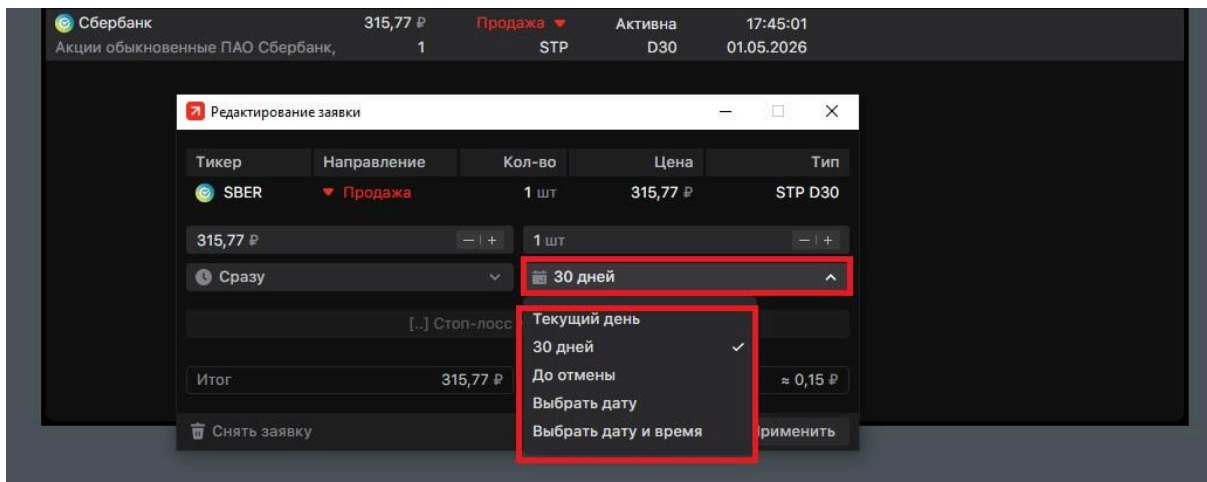 Сбербанк 315,77 ₽ Продажа Активна 17:45:01
Акции обыкновенные ПАО Сбербанк, 1 STP D30 01.05.2026
Редактирование заявки
Тикер Направление Кол-во Цена Тип
SBER Продажа 1 шт 315,77 ₽ STP D30
315,77 ₽ — | + 1 шт — | +
Сразу 30 дней
[..] Стоп-лосс
Текущий день
30 дней
До отмены
Выбрать дату
Выбрать дату и время
Итог 315,77 ₽ ≈ 0,15 ₽
Снять заявку